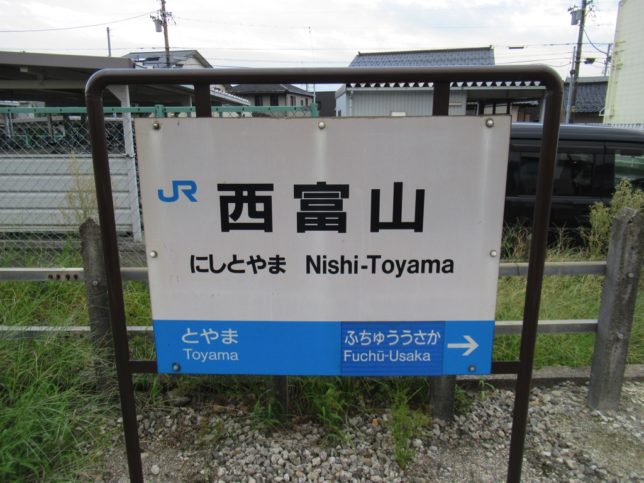 JR 西富山
にしとやま Nishi-Toyama
とやま ふちゅううさか →
Toyama Fuchū-Usaka